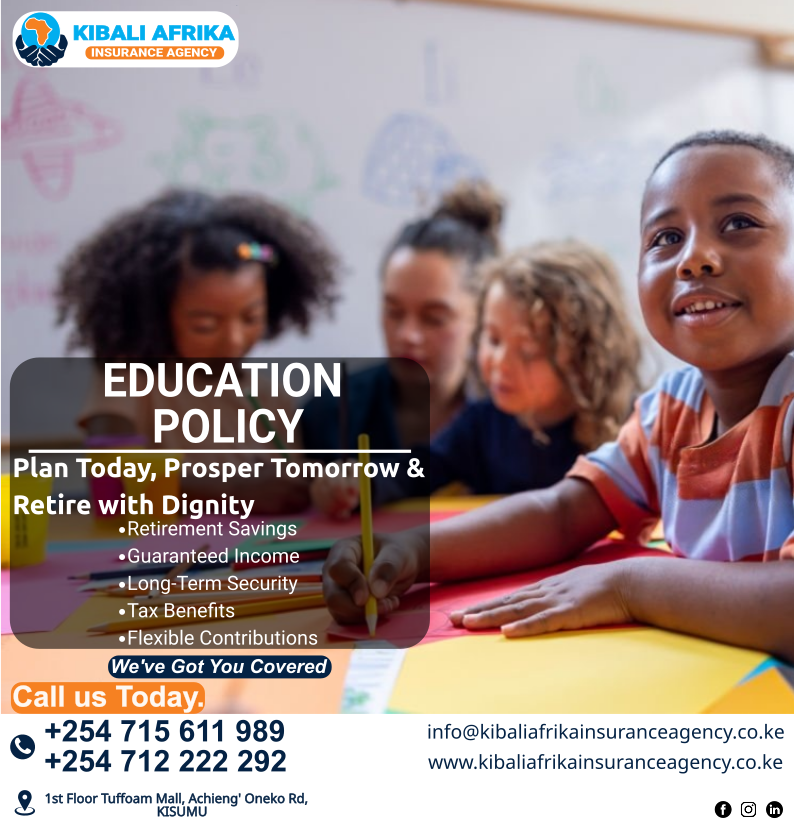 KIBALI AFRIKA
INSURANCE AGENCY
EDUCATION
POLICY
Plan Today, Prosper Tomorrow &
Retire with Dignity
•Retirement Savings
•Guaranteed Income
•Long-Term Security
•Tax Benefits
•Flexible Contributions
We've Got You Covered
Call us Today.
+254 715 611 989
+254 712 222 292
info@kibaliafrikainsuranceagency.co.ke
www.kibaliafrikainsuranceagency.co.ke
1st Floor Tuffoam Mall, Achieng' Oneko Rd,
KISUMU